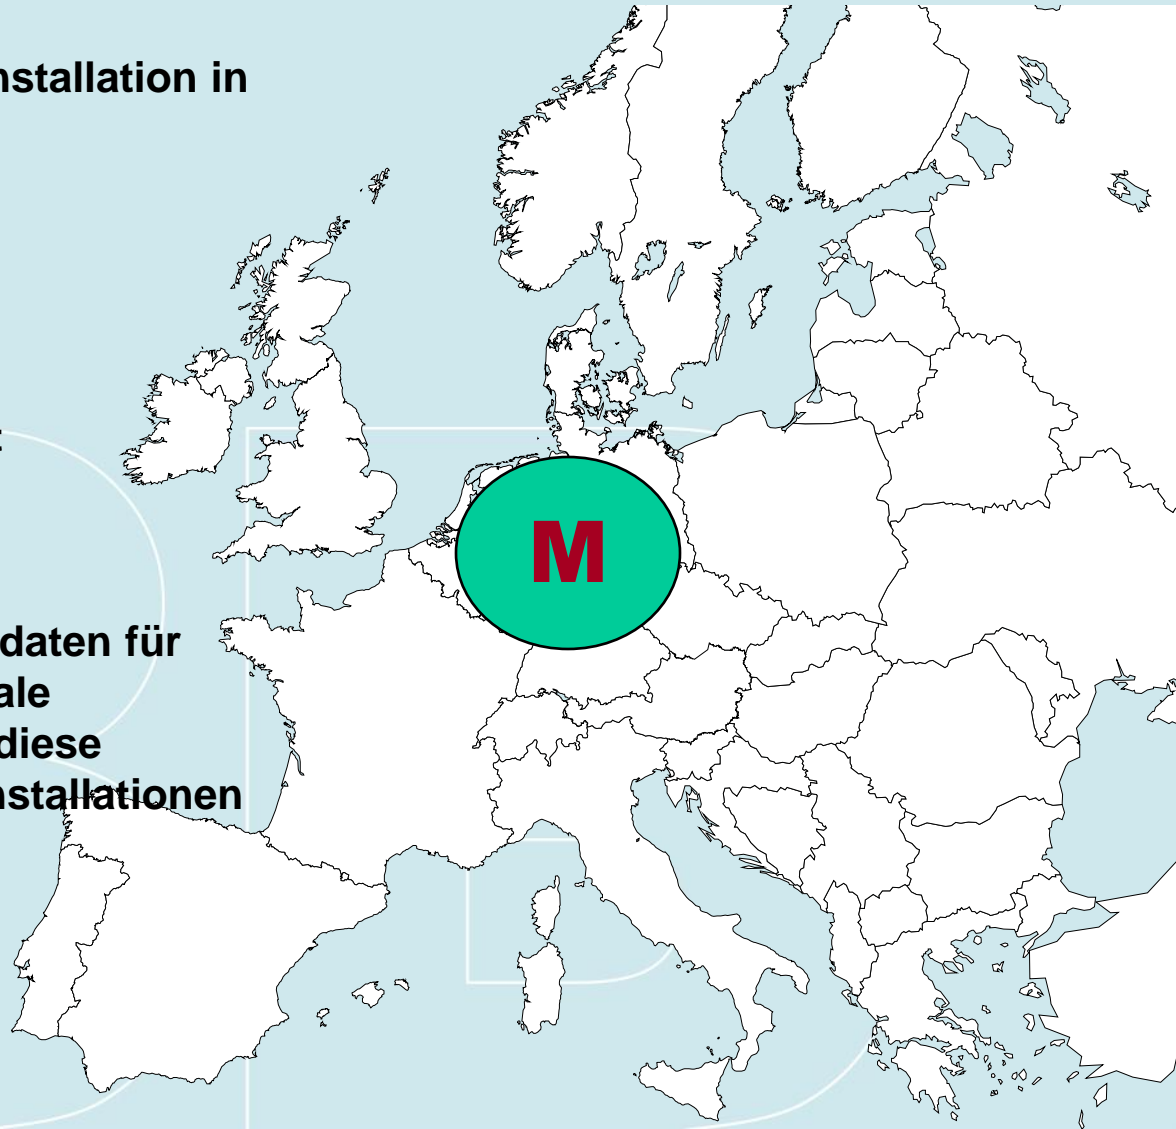 nstallation in
:
M
daten für
ale
diese
nstallationen